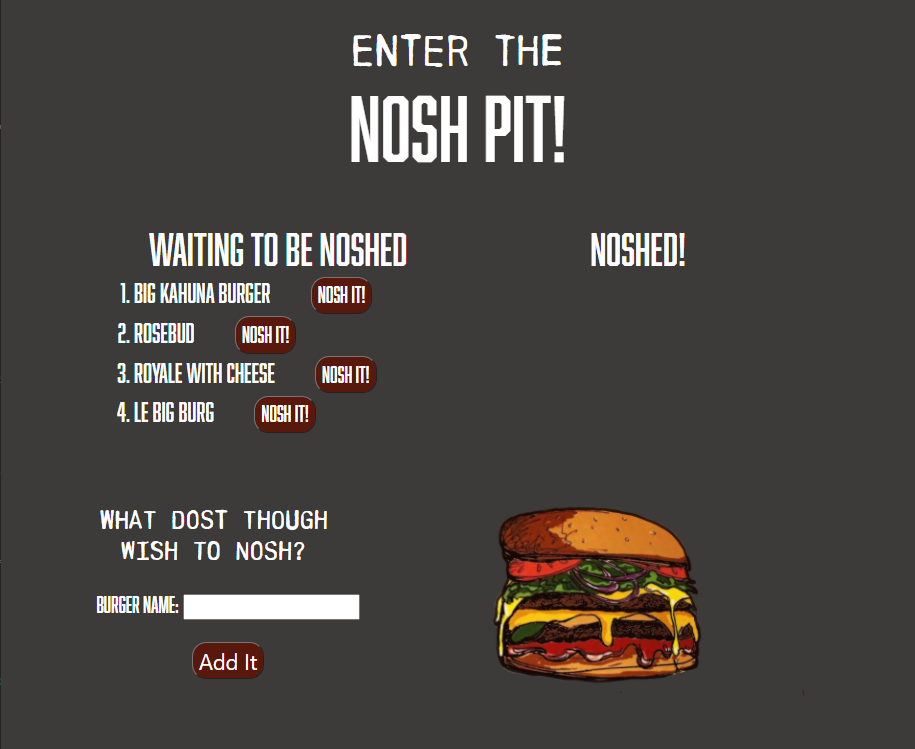 ENTER THE
NOSH PIT!
WAITING TO BE NOSHED
1. BIG KAHUNA BURGER NOSH IT!
2. ROSEBUD NOSH IT!
3. ROYALE WITH CHEESE NOSH IT!
4. LE BIG BURG NOSH IT!
NOSHED!
WHAT DOST THOUGH
WISH TO NOSH?
BURGER NAME:
Add It